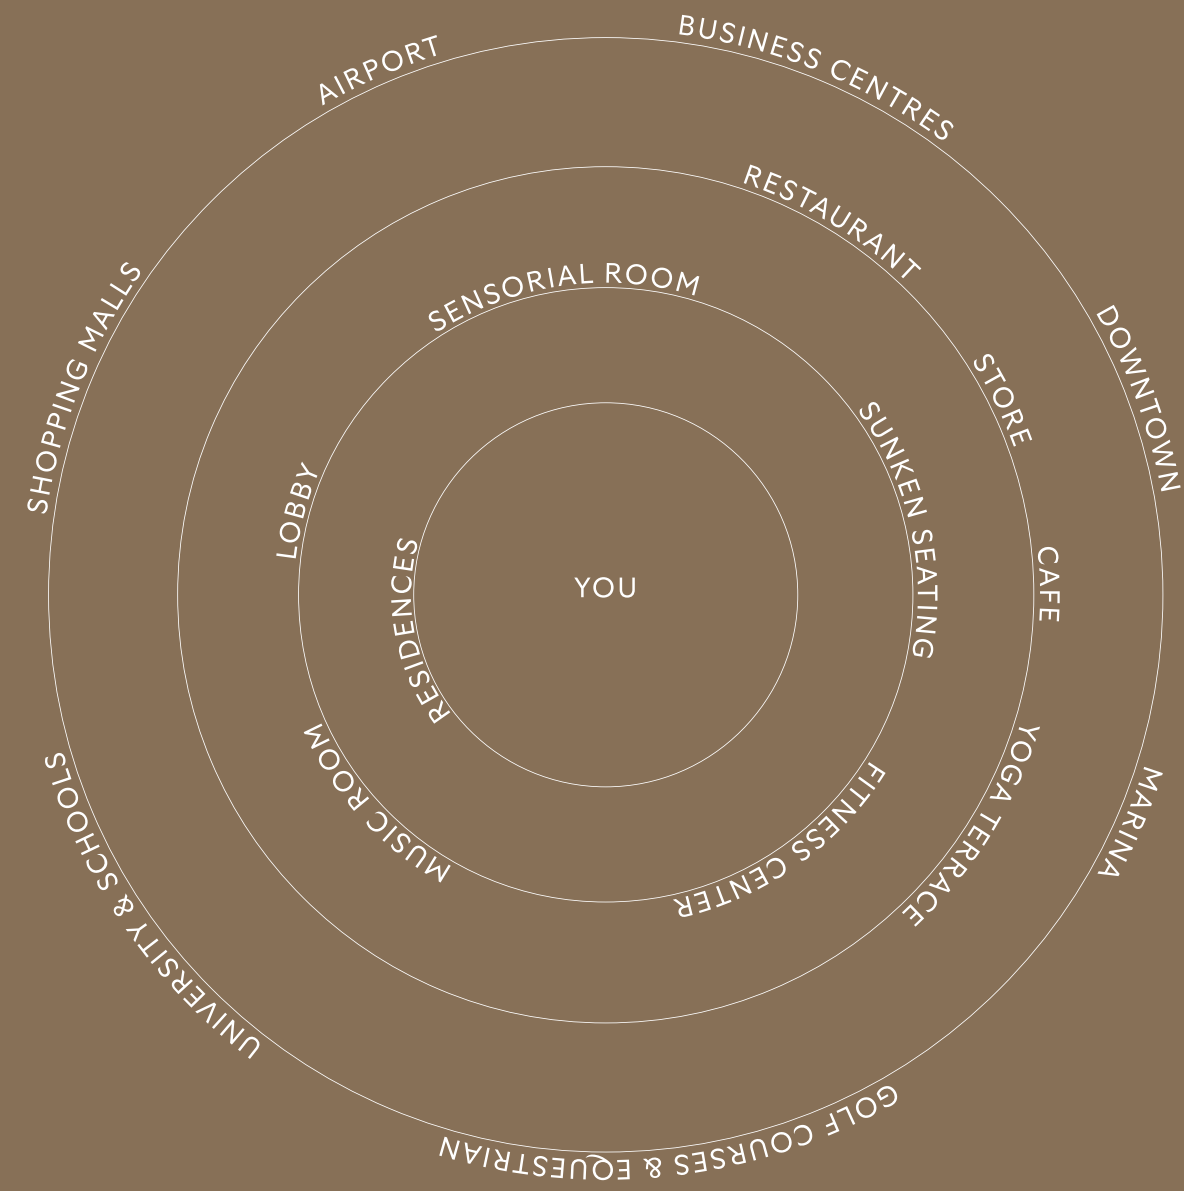 BUSINESS CENTRES
AIRPORT
RESTAURANT
SENSORIAL ROOM
SHOPPING MALLS
DOWNTOWN
STORE
SUNKEN SEATING
LOBBY
RESIDENCES
CAFE
YOU
YOGA TERRACE
MUSIC ROOM
FITNESS CENTER
MARINA
UNIVERSITY & SCHOOLS
GOLF COURSES & EQUESTRIAN